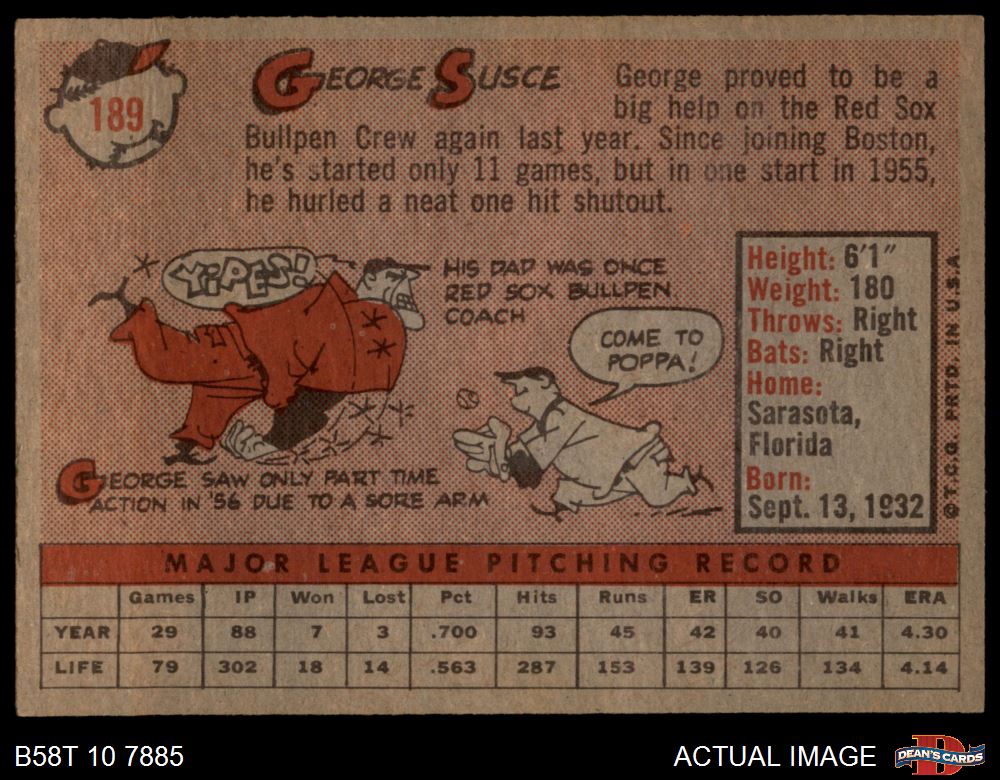 189
George Susce
George proved to be a
big help on the Red Sox
Bullpen Crew again last year. Since joining Boston,
he's started only 11 games, but in one start in 1955,
he hurled a neat one hit shutout.
YIPES!
HIS DAD WAS ONCE
RED SOX BULLPEN
COACH
COME TO
POPPA!
GEORGE SAW ONLY PART TIME
ACTION IN '56 DUE TO A SORE ARM
Height: 6'1"
Weight: 180
Throws: Right
Bats: Right
Home:
Sarasota,
Florida
Born:
Sept. 13, 1932
© T.C.G. PRTD. IN U.S.A.
MAJOR LEAGUE PITCHING RECORD
Games IP Won Lost Pct Hits Runs ER SO Walks ERA
YEAR 29 88 7 3 .700 93 45 42 40 41 4.30
LIFE 79 302 18 14 .563 287 153 139 126 134 4.14
B58T 10 7885
ACTUAL IMAGE
D
DEAN'S CARDS